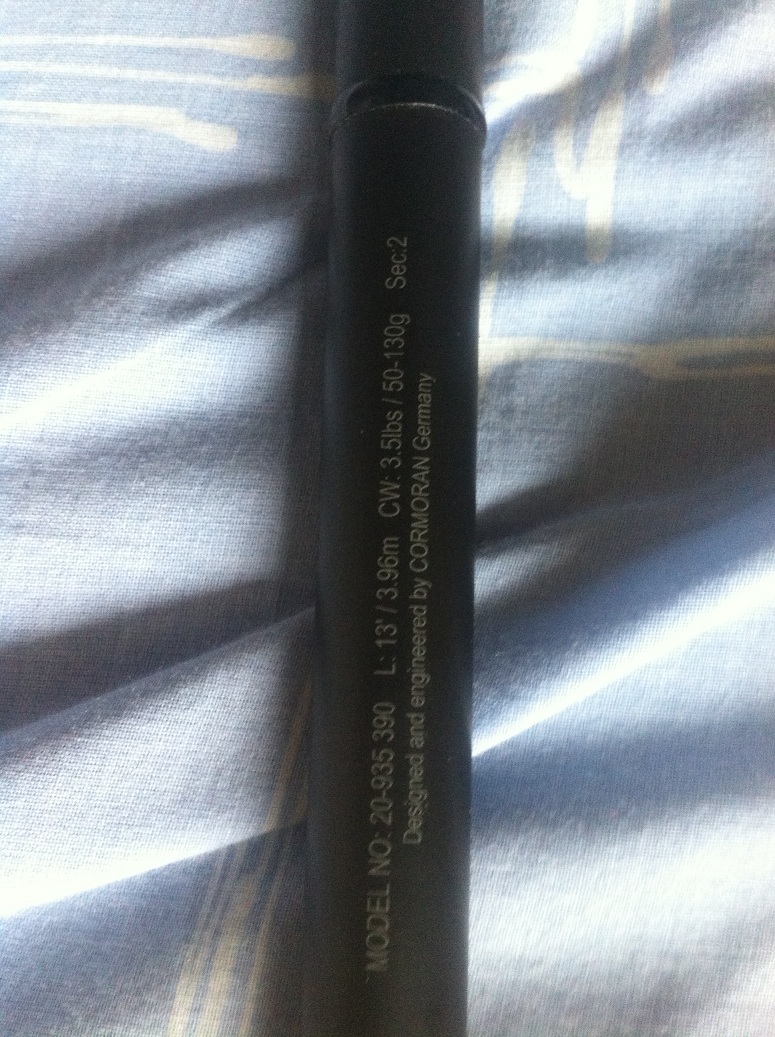 MODEL NO: 20-935 390 L: 13' / 3.96m CW: 3.5lbs / 50-130g Sec:2
Designed and engineered by CORMORAN Germany